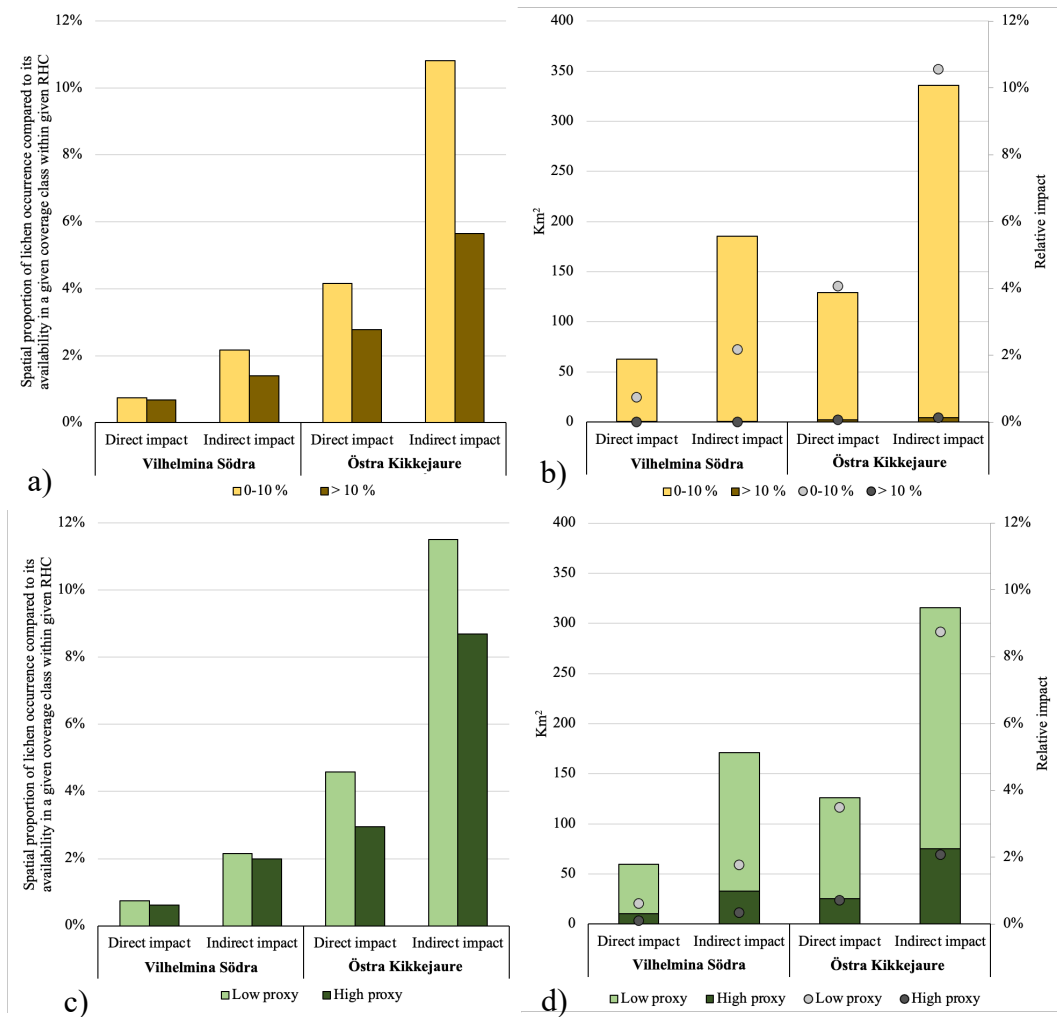 Spatial proportion of lichen occurrence compared to its
availability in a given coverage class within given RHC
12%
10%
8%
6%
4%
2%
0%
Direct impact Indirect impact Direct impact Indirect impact
Vilhelmina Södra Östra Kikkejaure
a)
0-10 % > 10 %
Km²
400
350
300
250
200
150
100
50
0
12%
10%
8%
6%
4%
2%
0%
Relative impact
Direct impact Indirect impact Direct impact Indirect impact
Vilhelmina Södra Östra Kikkejaure
b)
0-10 % > 10 % 0-10 % > 10 %
Spatial proportion of lichen occurrence compared to its
availability in a given coverage class within given RHC
12%
10%
8%
6%
4%
2%
0%
Direct impact Indirect impact Direct impact Indirect impact
Vilhelmina Södra Östra Kikkejaure
c)
Low proxy High proxy
Km²
400
350
300
250
200
150
100
50
0
12%
10%
8%
6%
4%
2%
0%
Relative impact
Direct impact Indirect impact Direct impact Indirect impact
Vilhelmina Södra Östra Kikkejaure
d)
Low proxy High proxy Low proxy High proxy